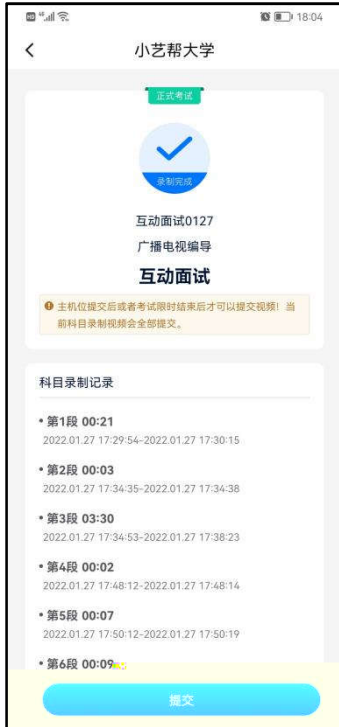 18:04
小艺帮大学
正式考试
录制完成
互动面试0127
广播电视编导
互动面试
主机位提交后或者考试限时结束后才可以提交视频！当
前科目录制视频会全部提交。
科目录制记录
• 第1段 00:21
2022.01.27 17:29:54-2022.01.27 17:30:15
• 第2段 00:03
2022.01.27 17:34:35-2022.01.27 17:34:38
• 第3段 03:30
2022.01.27 17:34:53-2022.01.27 17:38:23
• 第4段 00:02
2022.01.27 17:48:12-2022.01.27 17:48:14
• 第5段 00:07
2022.01.27 17:50:12-2022.01.27 17:50:19
• 第6段 00:09
提交